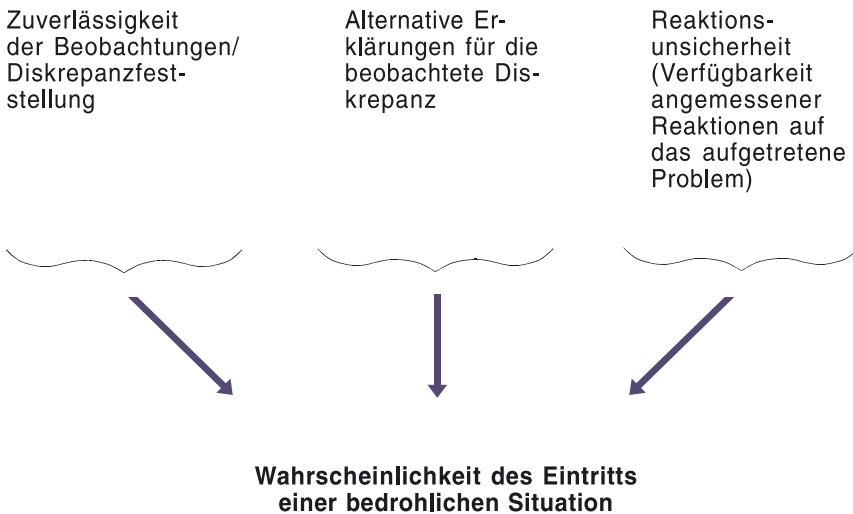 Zuverlässigkeit
der Beobachtungen/
Diskrepanzfest-
stellung
Alternative Er-
klärungen für die
beobachtete Dis-
krepanz
Reaktions-
unsicherheit
(Verfügbarkeit
angemessener
Reaktionen auf
das aufgetretene
Problem)
Wahrscheinlichkeit des Eintritts
einer bedrohlichen Situation